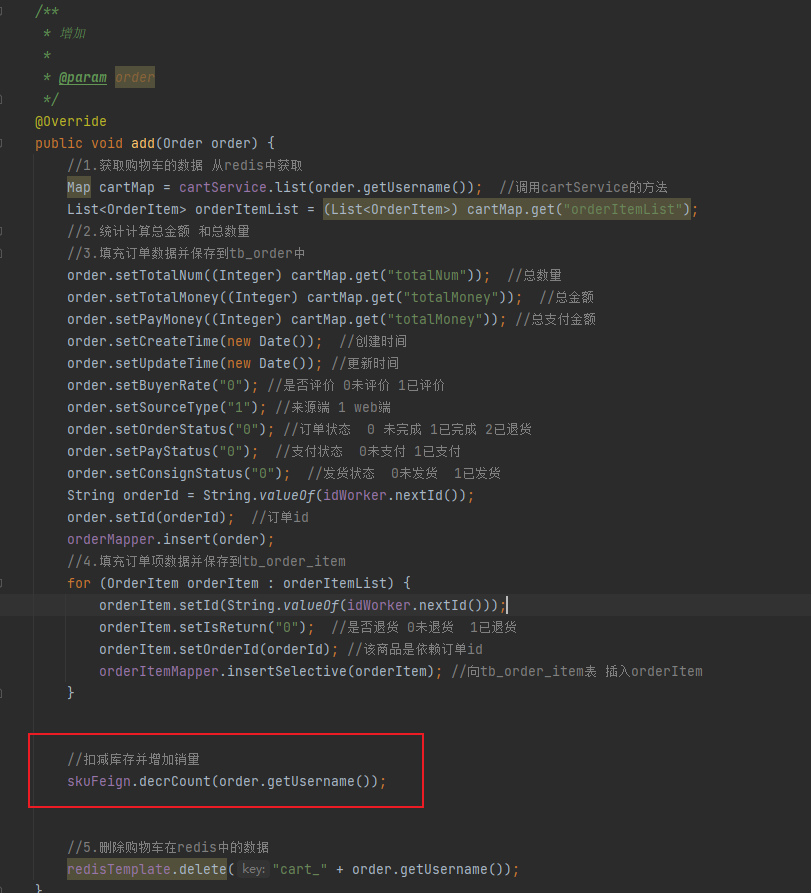 /**
* 增加
*
* @param order
*/
@Override
public void add(Order order) {
//1.获取购物车的数据 从redis中获取
Map cartMap = cartService.list(order.getUsername());  //调用cartService的方法
List<OrderItem> orderItemList = (List<OrderItem>) cartMap.get("orderItemList");
//2.统计计算总金额 和总数量
//3.填充订单数据并保存到tb_order中
order.setTotalNum((Integer) cartMap.get("totalNum"));  //总数量
order.setTotalMoney((Integer) cartMap.get("totalMoney"));  //总金额
order.setPayMoney((Integer) cartMap.get("totalMoney")); //总支付金额
order.setCreateTime(new Date());  //创建时间
order.setUpdateTime(new Date()); //更新时间
order.setBuyerRate("0"); //是否评价 0未评价 1已评价
order.setSourceType("1"); //来源端 1 web端
order.setOrderStatus("0"); //订单状态  0 未完成 1已完成 2已退货
order.setPayStatus("0");  //支付状态  0未支付 1已支付
order.setConsignStatus("0");  //发货状态  0未发货  1已发货
String orderId = String.valueOf(idWorker.nextId());
order.setId(orderId);  //订单id
orderMapper.insert(order);
//4.填充订单项数据并保存到tb_order_item
for (OrderItem orderItem : orderItemList) {
orderItem.setId(String.valueOf(idWorker.nextId()));
orderItem.setIsReturn("0");  //是否退货 0未退货  1已退货
orderItem.setOrderId(orderId); //该商品是依赖订单id
orderItemMapper.insertSelective(orderItem); //向tb_order_item表 插入orderItem
}
//扣减库存并增加销量
skuFeign.decrCount(order.getUsername());
//5.删除购物车在redis中的数据
redisTemplate.delete( key: "cart_" + order.getUsername());
}